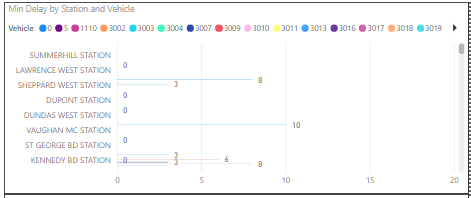 Min Delay by Station and Vehicle
Vehicle 0 5 1110 3002 3003 3004 3007 3009 3010 3011 3013 3016 3017 3018 3019
SUMMERHILL STATION 0
LAWRENCE WEST STATION 8
SHEPPARD WEST STATION 3
DUPONT STATION 0
DUNDAS WEST STATION 0
VAUGHAN MC STATION 10
ST GEORGE BD STATION 0
3
KENNEDY BD STATION 0 6
3 8
0 5 10 15 20